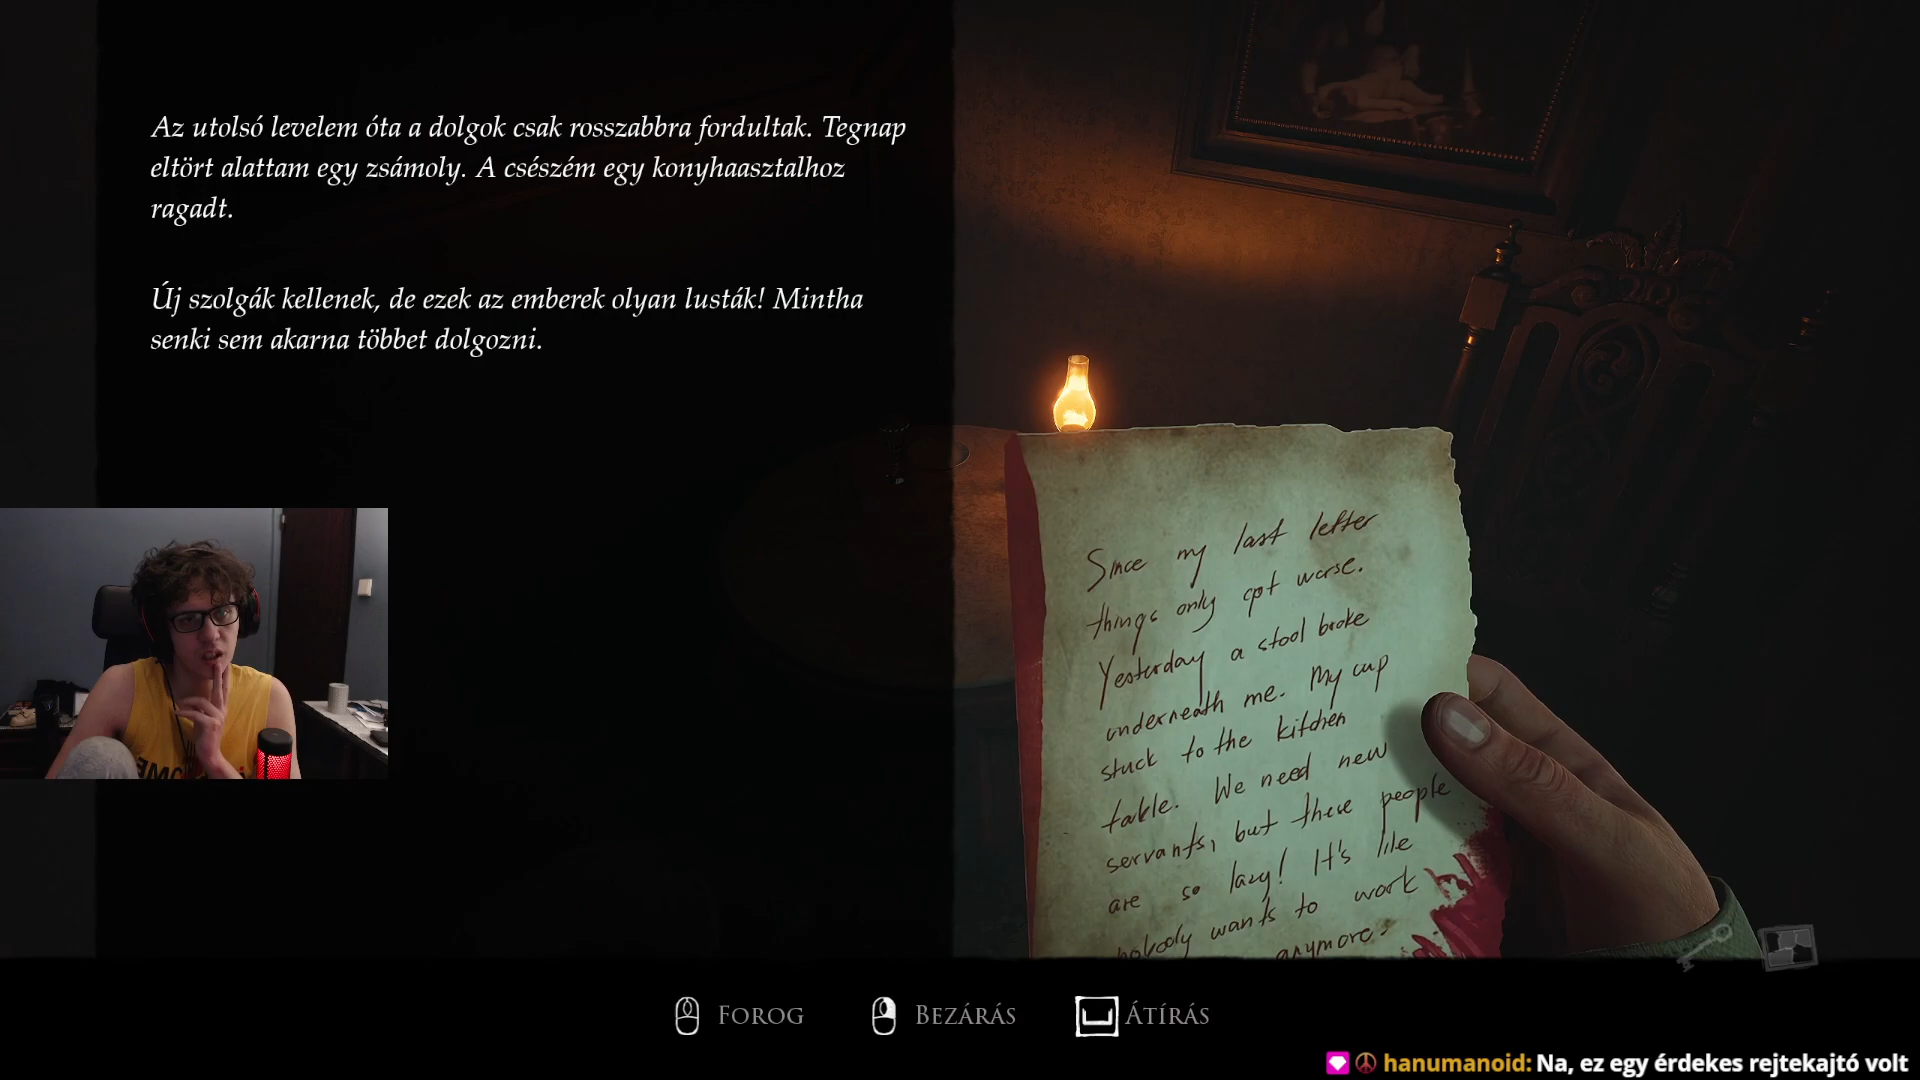 Az utolsó levelem óta a dolgok csak rosszabbra fordultak. Tegnap
eltört alattam egy zsámoly. A csészém egy konyhaasztalhoz
ragadt.
Új szolgák kellenek, de ezek az emberek olyan lusták! Mintha
senki sem akarna többet dolgozni.
Since my last letter
things only got worse.
Yesterday a stool broke
underneath me. My cup
stuck to the kitchen
table. We need new
servants, but these people
are so lazy! It's like
nobody wants to work
anymore.
FOROG
BEZÁRÁS
ÁTÍRÁS
hanumanoid: Na, ez egy érdekes rejtekajtó volt